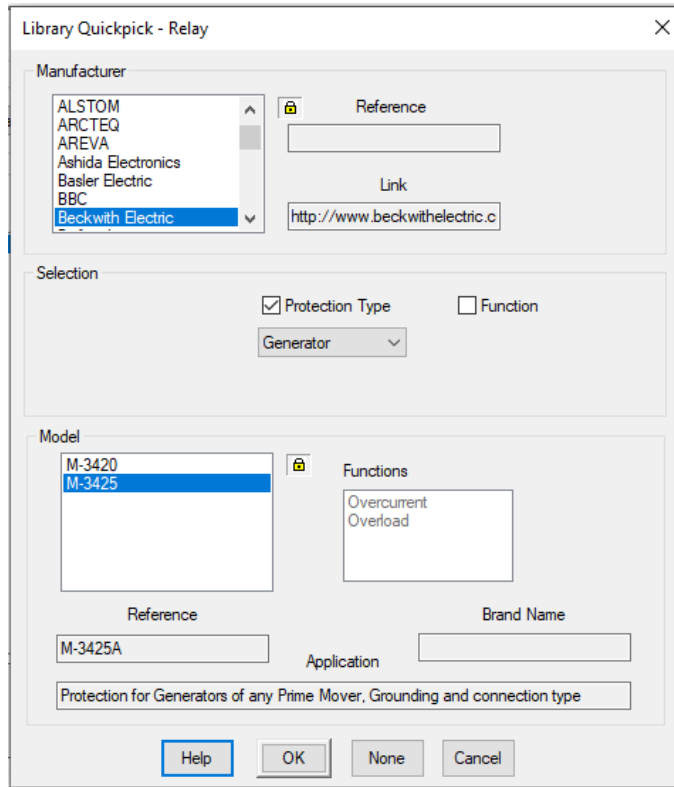 Library Quickpick - Relay
Manufacturer
ALSTOM
ARCTEQ
AREVA
Ashida Electronics
Basler Electric
BBC
Beckwith Electric
Reference
Link
http://www.beckwithelectric.c
Selection
Protection Type
Function
Generator
Model
M-3420
M-3425
Functions
Overcurrent
Overload
Reference
Brand Name
M-3425A
Application
Protection for Generators of any Prime Mover, Grounding and connection type
Help
OK
None
Cancel